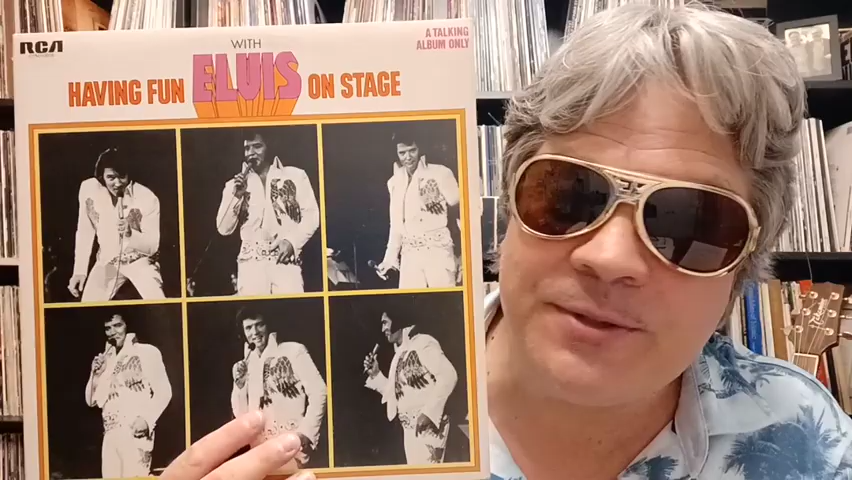 RCA
WITH
HAVING FUN ELVIS ON STAGE
A TALKING
ALBUM ONLY